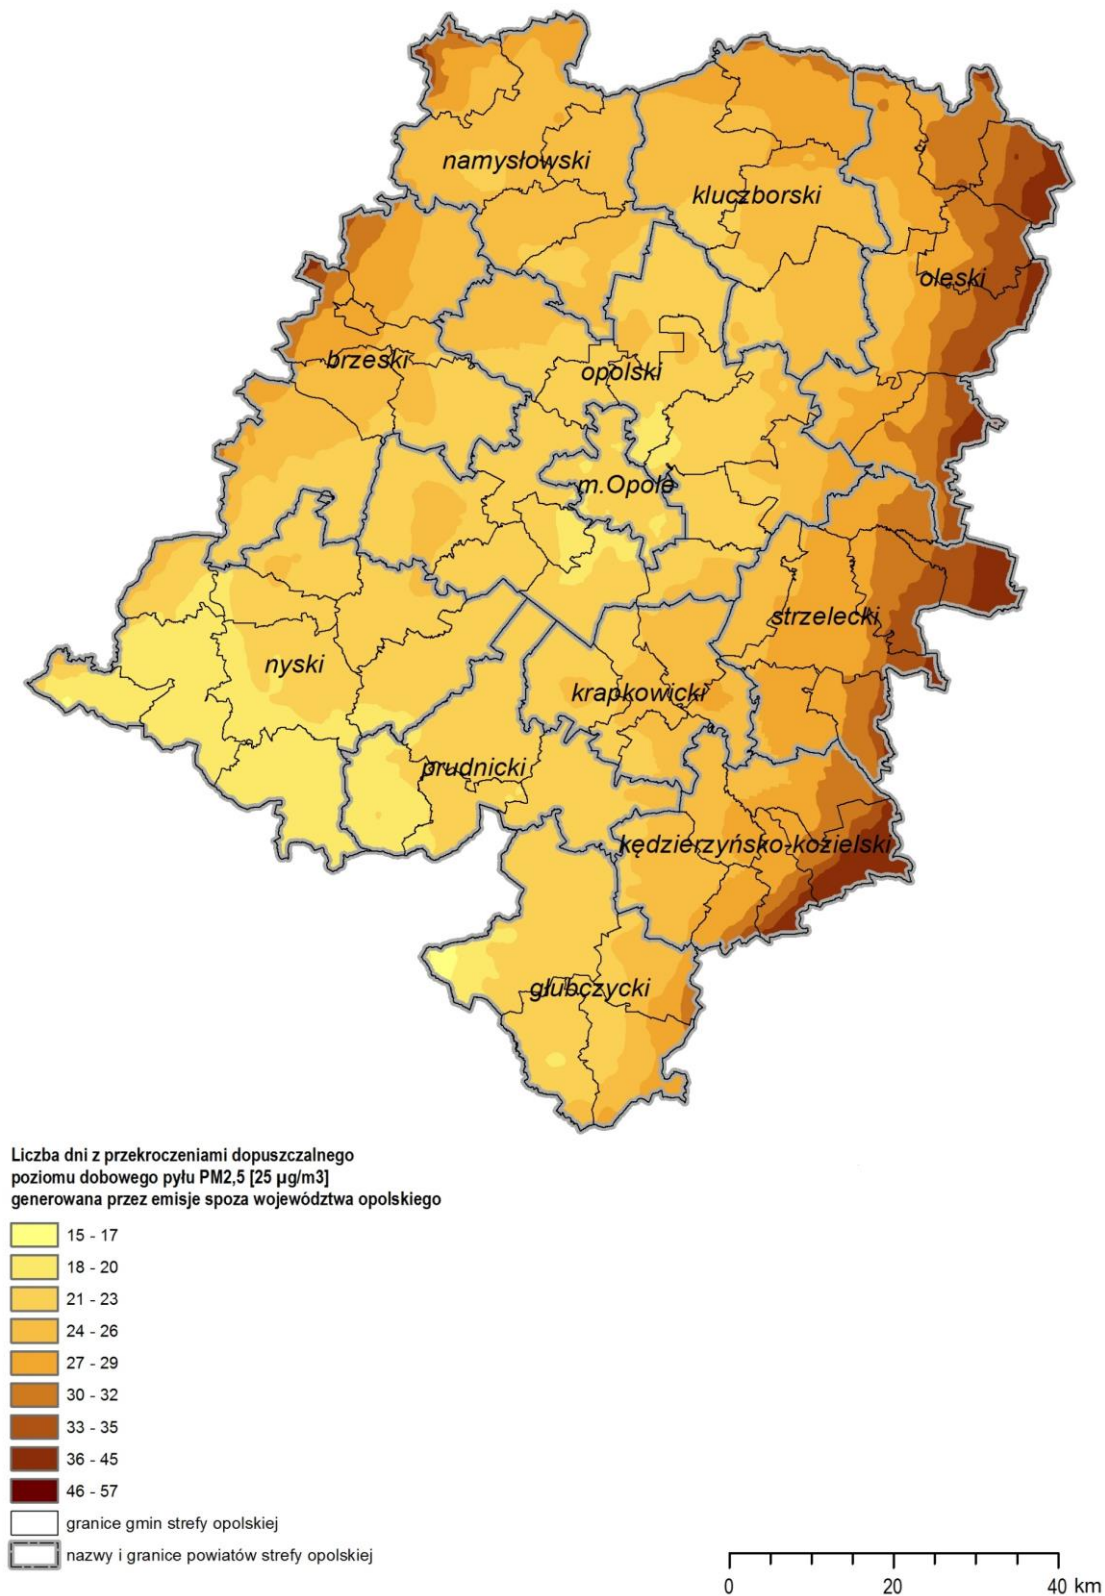 namysłowski
kluczborski
oleski
brzeski
opolski
m.Opole
strzelecki
nyski
krapkowicki
prudnicki
kędzierzyńsko-kozielski
głubczycki
Liczba dni z przekroczeniami dopuszczalnego
poziomu dobowego pyłu PM2,5 [25 µg/m3]
generowana przez emisje spoza województwa opolskiego
15 - 17
18 - 20
21 - 23
24 - 26
27 - 29
30 - 32
33 - 35
36 - 45
46 - 57
granice gmin strefy opolskiej
nazwy i granice powiatów strefy opolskiej
0 20 40 km